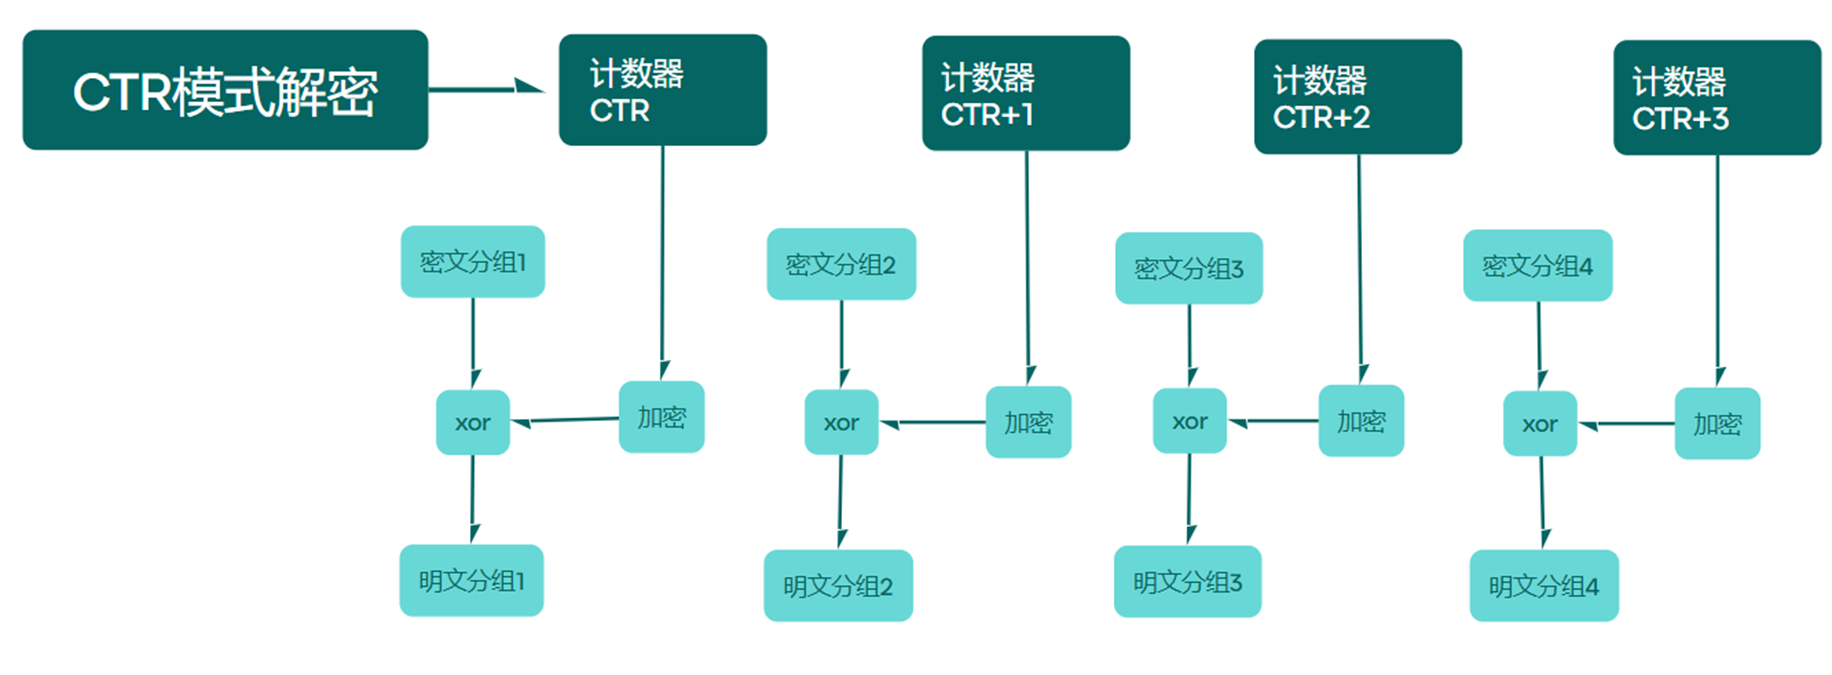 CTR模式解密
计数器
CTR
计数器
CTR+1
计数器
CTR+2
计数器
CTR+3
密文分组1
密文分组2
密文分组3
密文分组4
xor
加密
xor
加密
xor
加密
xor
加密
明文分组1
明文分组2
明文分组3
明文分组4